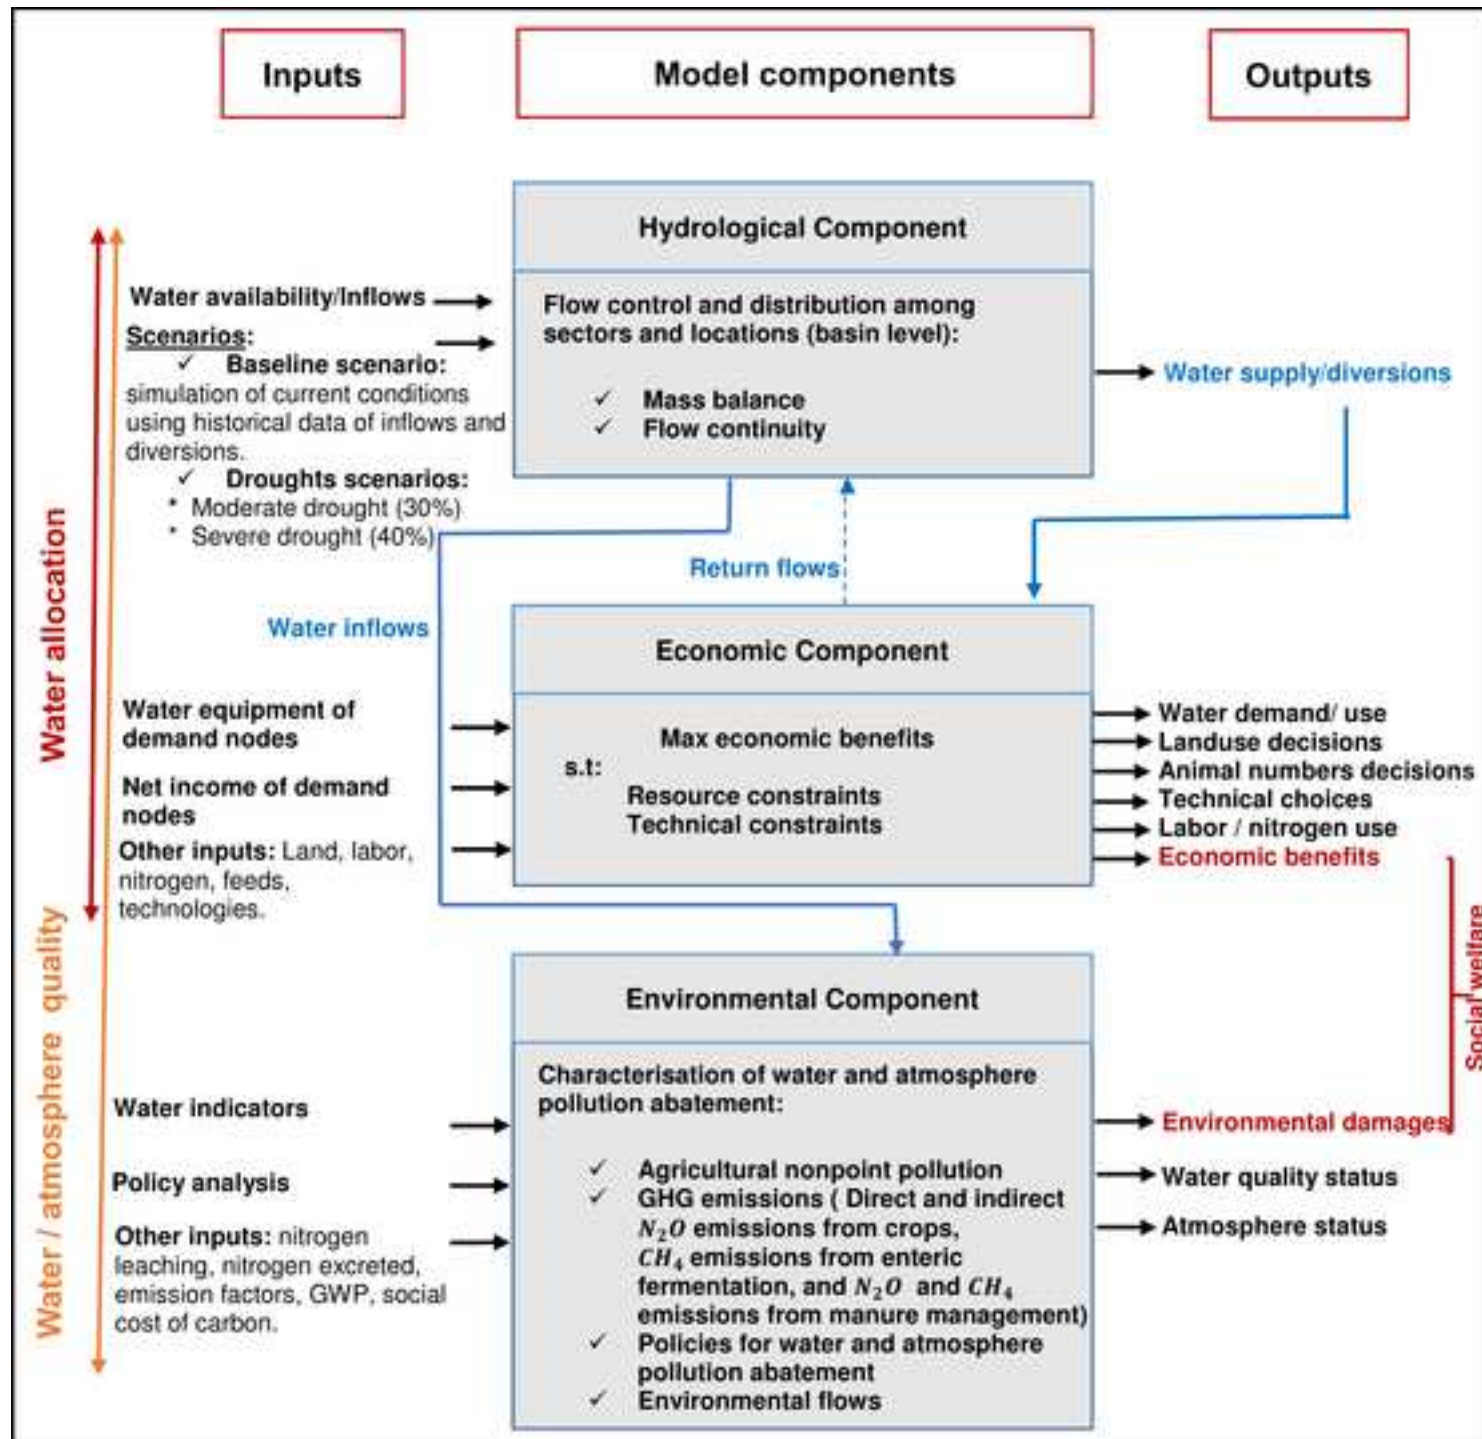 Inputs
Model components
Outputs
Hydrological Component
Water availability/Inflows
Scenarios:
✓ Baseline scenario:
simulation of current conditions
using historical data of inflows and
diversions.
✓ Droughts scenarios:
* Moderate drought (30%)
* Severe drought (40%)
Flow control and distribution among
sectors and locations (basin level):
✓ Mass balance
✓ Flow continuity
Water supply/diversions
Return flows
Water inflows
Water allocation
Economic Component
Water equipment of
demand nodes
Net income of demand
nodes
Other inputs: Land, labor,
nitrogen, feeds,
technologies.
Max economic benefits
s.t:
Resource constraints
Technical constraints
Water demand/ use
Landuse decisions
Animal numbers decisions
Technical choices
Labor / nitrogen use
Economic benefits
Social welfare
Water / atmosphere quality
Environmental Component
Water indicators
Policy analysis
Other inputs: nitrogen
leaching, nitrogen excreted,
emission factors, GWP, social
cost of carbon.
Characterisation of water and atmosphere
pollution abatement:
✓ Agricultural nonpoint pollution
✓ GHG emissions ( Direct and indirect
N₂O emissions from crops,
CH₄ emissions from enteric
fermentation, and N₂O and CH₄
emissions from manure management)
✓ Policies for water and atmosphere
pollution abatement
✓ Environmental flows
Environmental damages
Water quality status
Atmosphere status